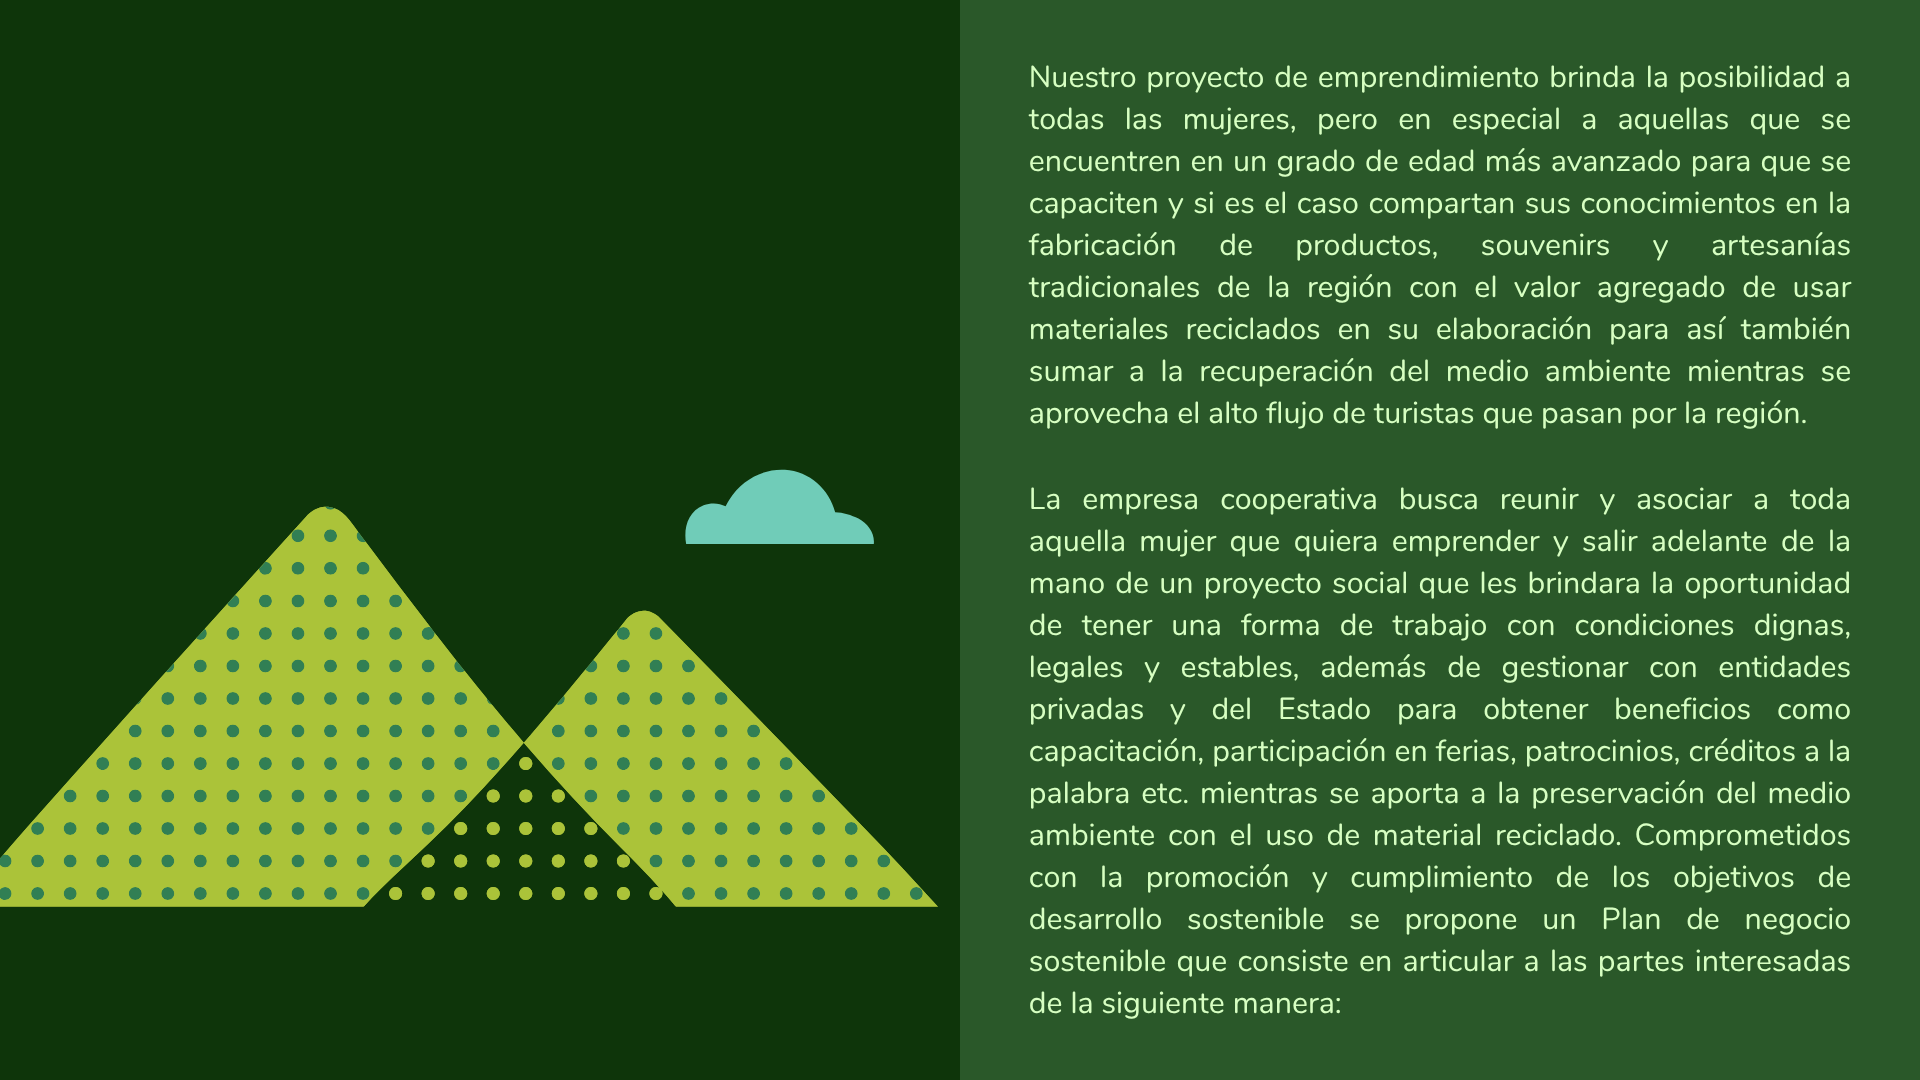 Nuestro proyecto de emprendimiento brinda la posibilidad a
todas las mujeres, pero en especial a aquellas que se
encuentren en un grado de edad más avanzado para que se
capaciten y si es el caso compartan sus conocimientos en la
fabricación de productos, souvenirs y artesanías
tradicionales de la región con el valor agregado de usar
materiales reciclados en su elaboración para así también
sumar a la recuperación del medio ambiente mientras se
aprovecha el alto flujo de turistas que pasan por la región.
La empresa cooperativa busca reunir y asociar a toda
aquella mujer que quiera emprender y salir adelante de la
mano de un proyecto social que les brindara la oportunidad
de tener una forma de trabajo con condiciones dignas,
legales y estables, además de gestionar con entidades
privadas y del Estado para obtener beneficios como
capacitación, participación en ferias, patrocinios, créditos a la
palabra etc. mientras se aporta a la preservación del medio
ambiente con el uso de material reciclado. Comprometidos
con la promoción y cumplimiento de los objetivos de
desarrollo sostenible se propone un Plan de negocio
sostenible que consiste en articular a las partes interesadas
de la siguiente manera: